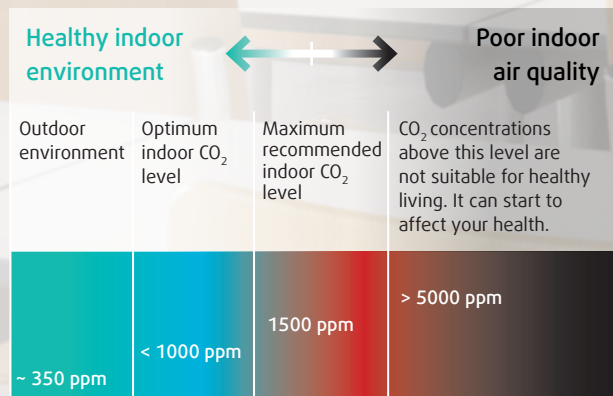 Healthy indoor
environment
Poor indoor
air quality
Outdoor
environment
Optimum
indoor CO₂
level
Maximum
recommended
indoor CO₂
level
CO₂ concentrations
above this level are
not suitable for healthy
living. It can start to
affect your health.
~ 350 ppm
< 1000 ppm
1500 ppm
> 5000 ppm